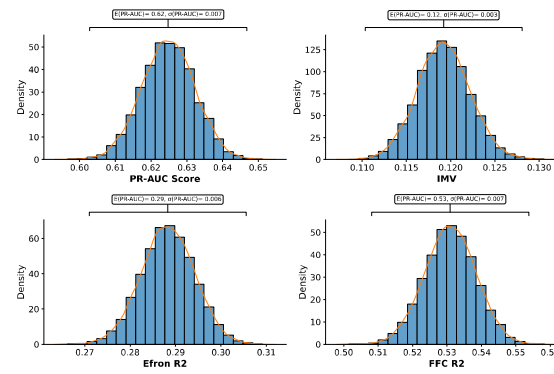 E(PR-AUC)= 0.62, σ(PR-AUC)= 0.007
Density
50
40
30
20
10
0
0.60 0.61 0.62 0.63 0.64 0.65
PR-AUC Score
E(PR-AUC)= 0.12, σ(PR-AUC)= 0.003
Density
125
100
75
50
25
0
0.110 0.115 0.120 0.125 0.130
IMV
E(PR-AUC)= 0.29, σ(PR-AUC)= 0.006
Density
60
40
20
0
0.27 0.28 0.29 0.30 0.31
Efron R2
E(PR-AUC)= 0.53, σ(PR-AUC)= 0.007
Density
50
40
30
20
10
0
0.50 0.51 0.52 0.53 0.54 0.55
FFC R2